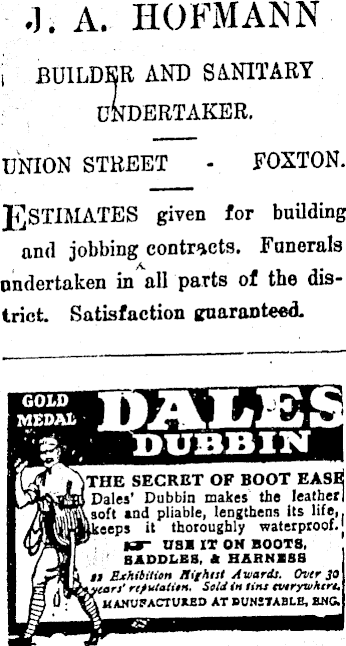 J. A. HOFMANN
BUILDER AND SANITARY
UNDERTAKER.
UNION STREET - FOXTON.
ESTIMATES given for building
and jobbing contracts. Funerals
undertaken in all parts of the dis-
trict. Satisfaction guaranteed.
GOLD
MEDAL
DALES
DUBBIN
THE SECRET OF BOOT EASE
Dales' Dubbin makes the leather
soft and pliable, lengthens its life,
keeps it thoroughly waterproof.
☞ USE IT ON BOOTS,
SADDLES, & HARNESS
22 Exhibition Highest Awards. Over 30
years' reputation. Sold in tins everywhere.
MANUFACTURED AT DUNSTABLE, ENG.